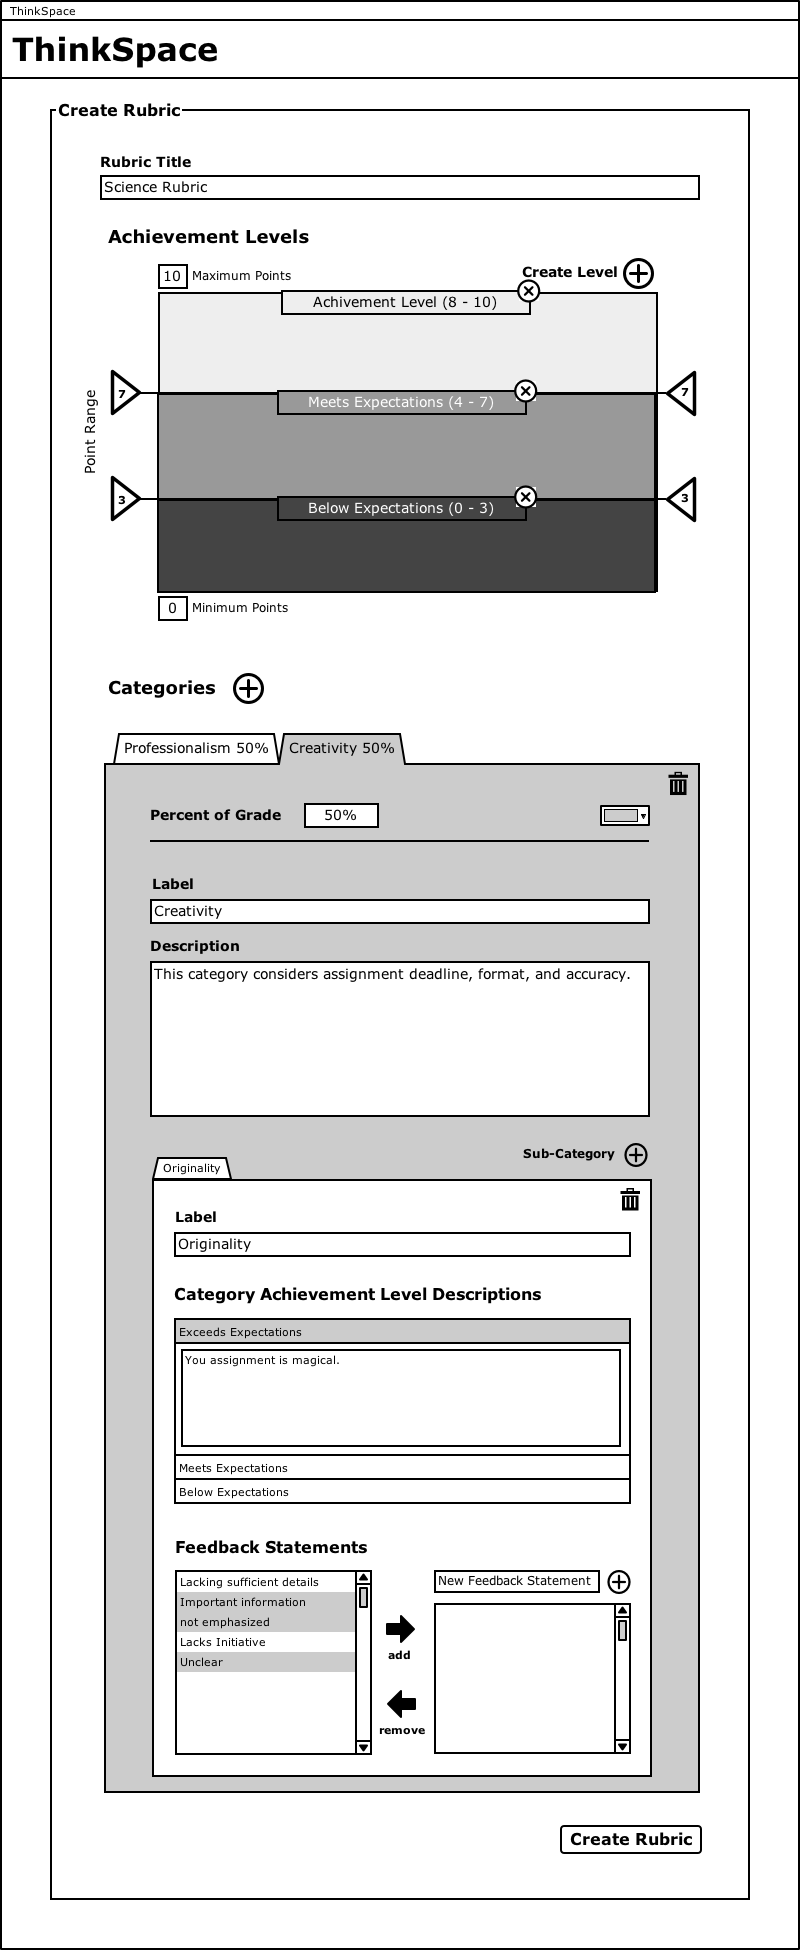 ThinkSpace
ThinkSpace
Create Rubric
Rubric Title
Science Rubric
Achievement Levels
10 Maximum Points
Create Level
Achivement Level (8 - 10)
7
Meets Expectations (4 - 7)
7
Point Range
3
Below Expectations (0 - 3)
3
0 Minimum Points
Categories
Professionalism 50%
Creativity 50%
Percent of Grade
50%
Label
Creativity
Description
This category considers assignment deadline, format, and accuracy.
Sub-Category
Originality
Label
Originality
Category Achievement Level Descriptions
Exceeds Expectations
You assignment is magical.
Meets Expectations
Below Expectations
Feedback Statements
Lacking sufficient details
Important information
not emphasized
Lacks Initiative
Unclear
add
remove
New Feedback Statement
Create Rubric